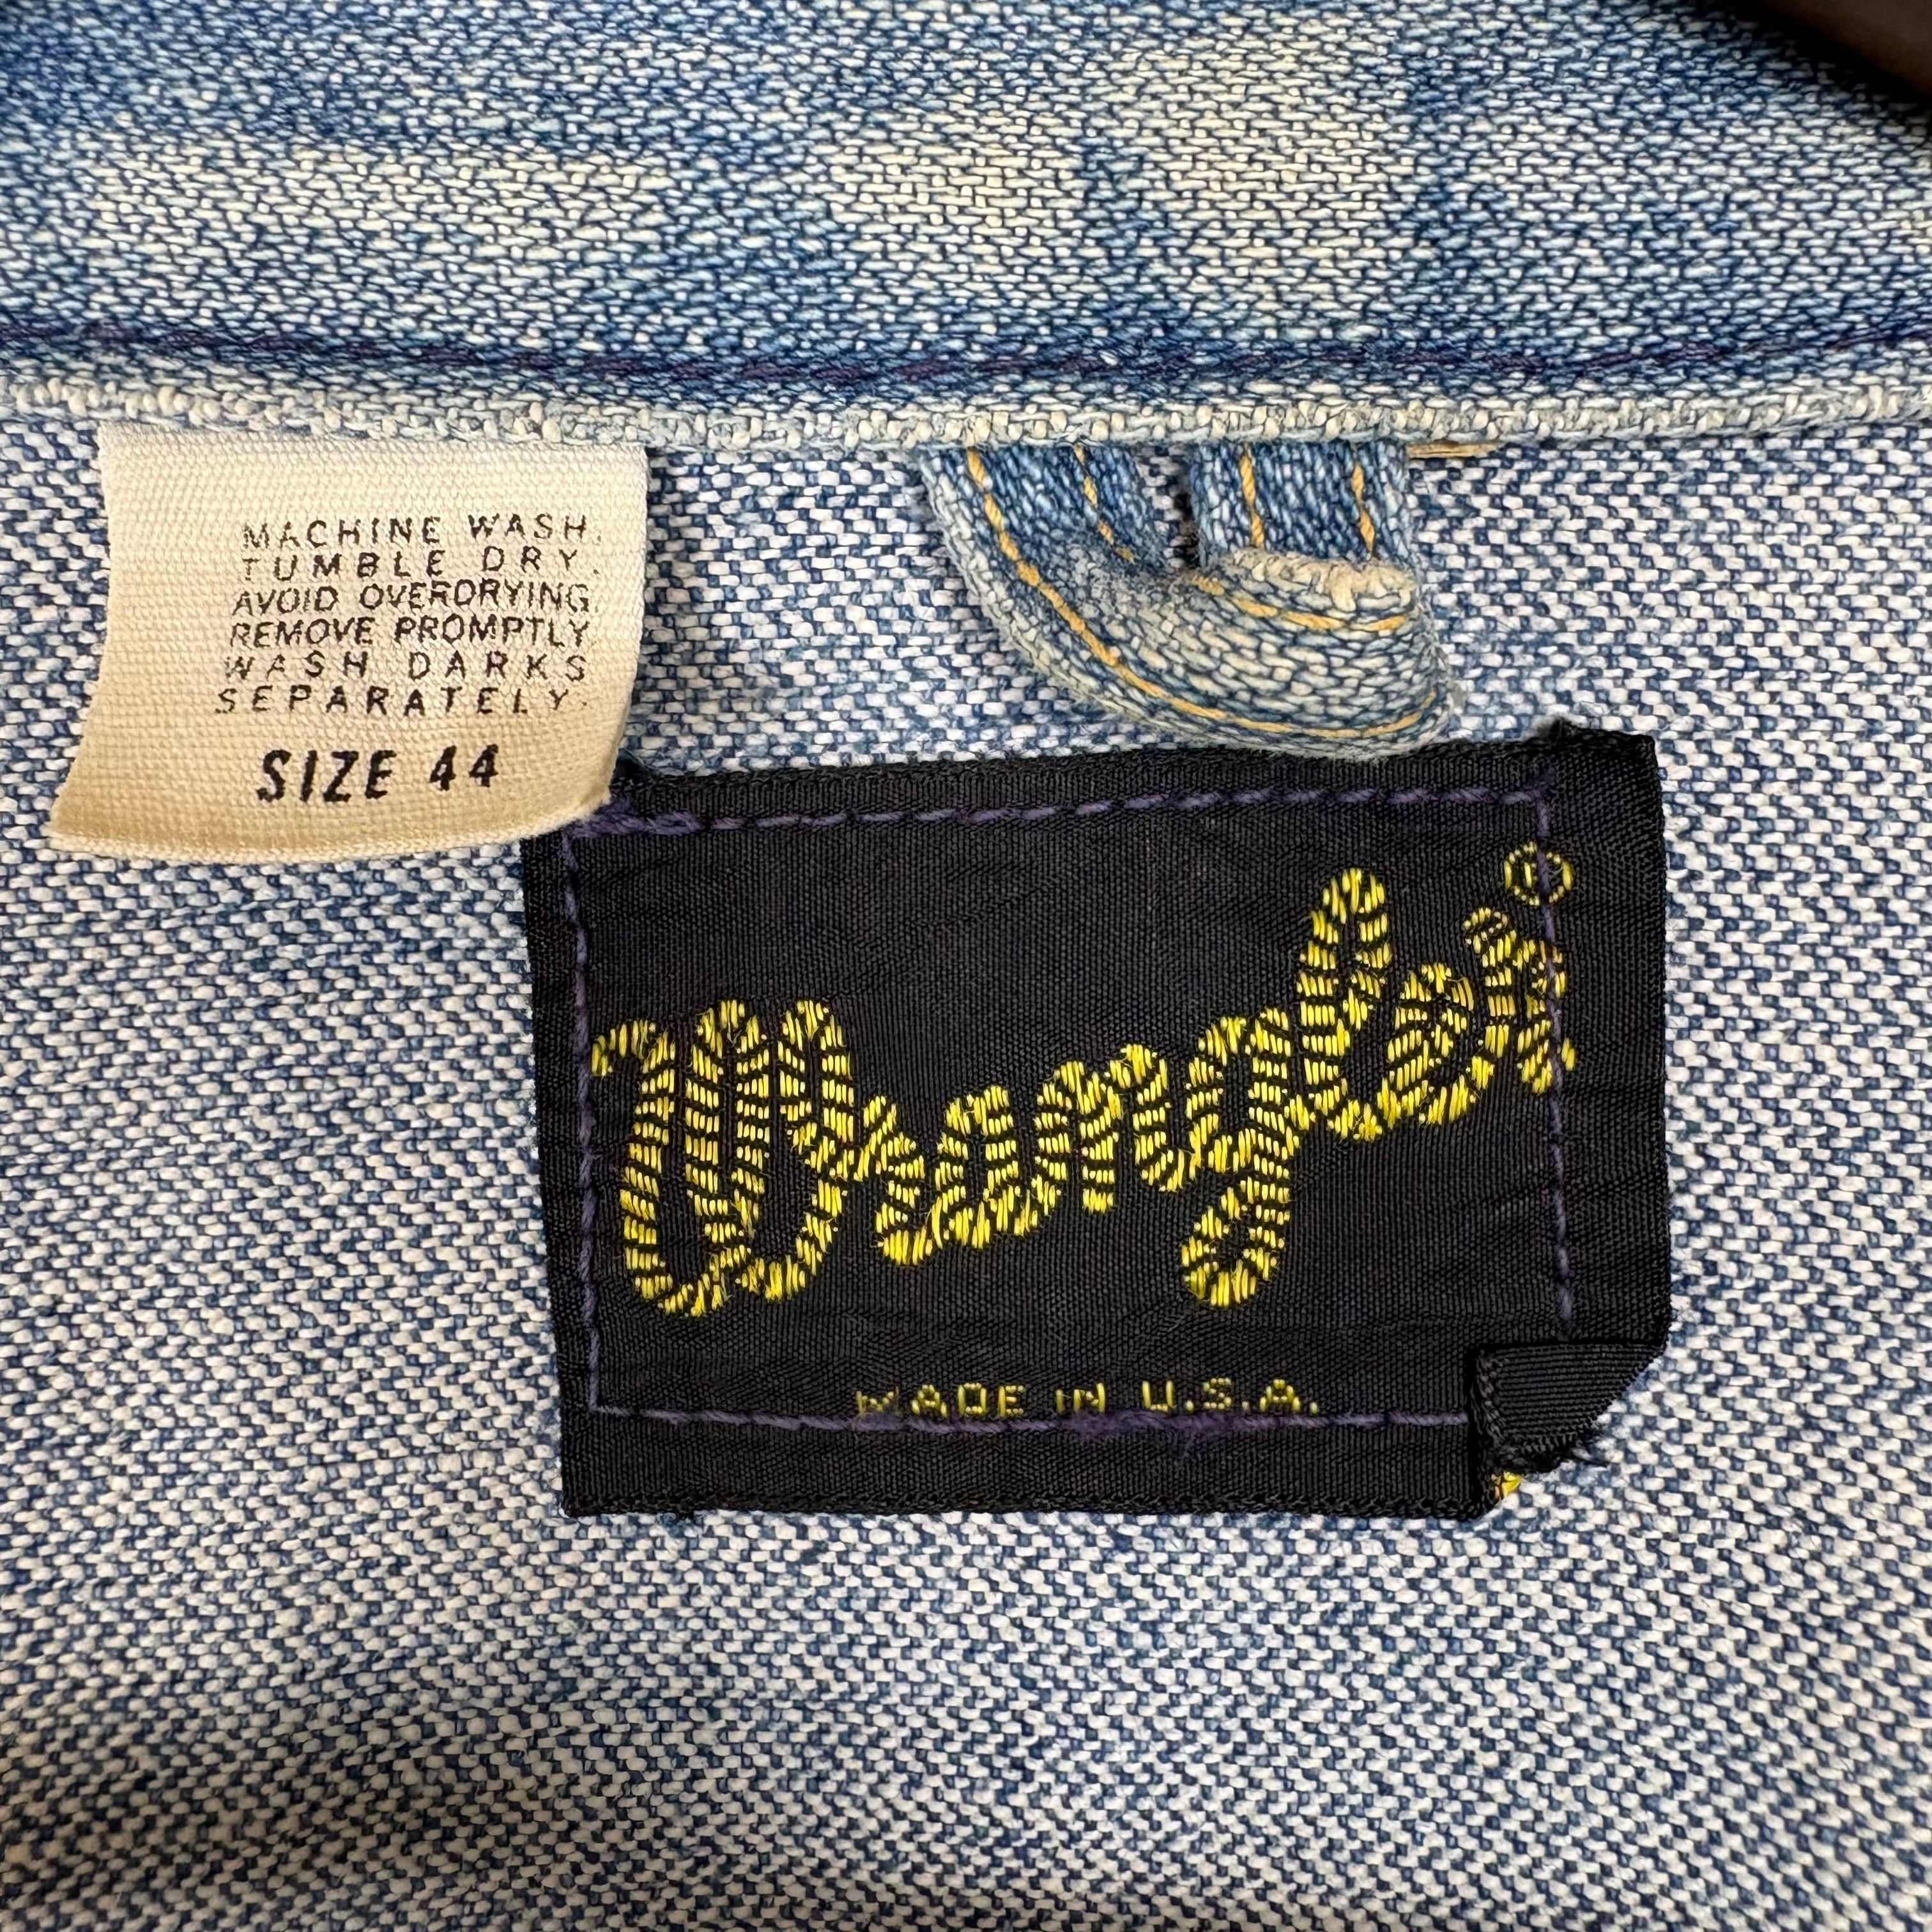 MACHINE WASH.
TUMBLE DRY.
AVOID OVERDRYING.
REMOVE PROMPTLY
WASH DARKS
SEPARATELY.
SIZE 44
Wrangler®
MADE IN U.S.A.